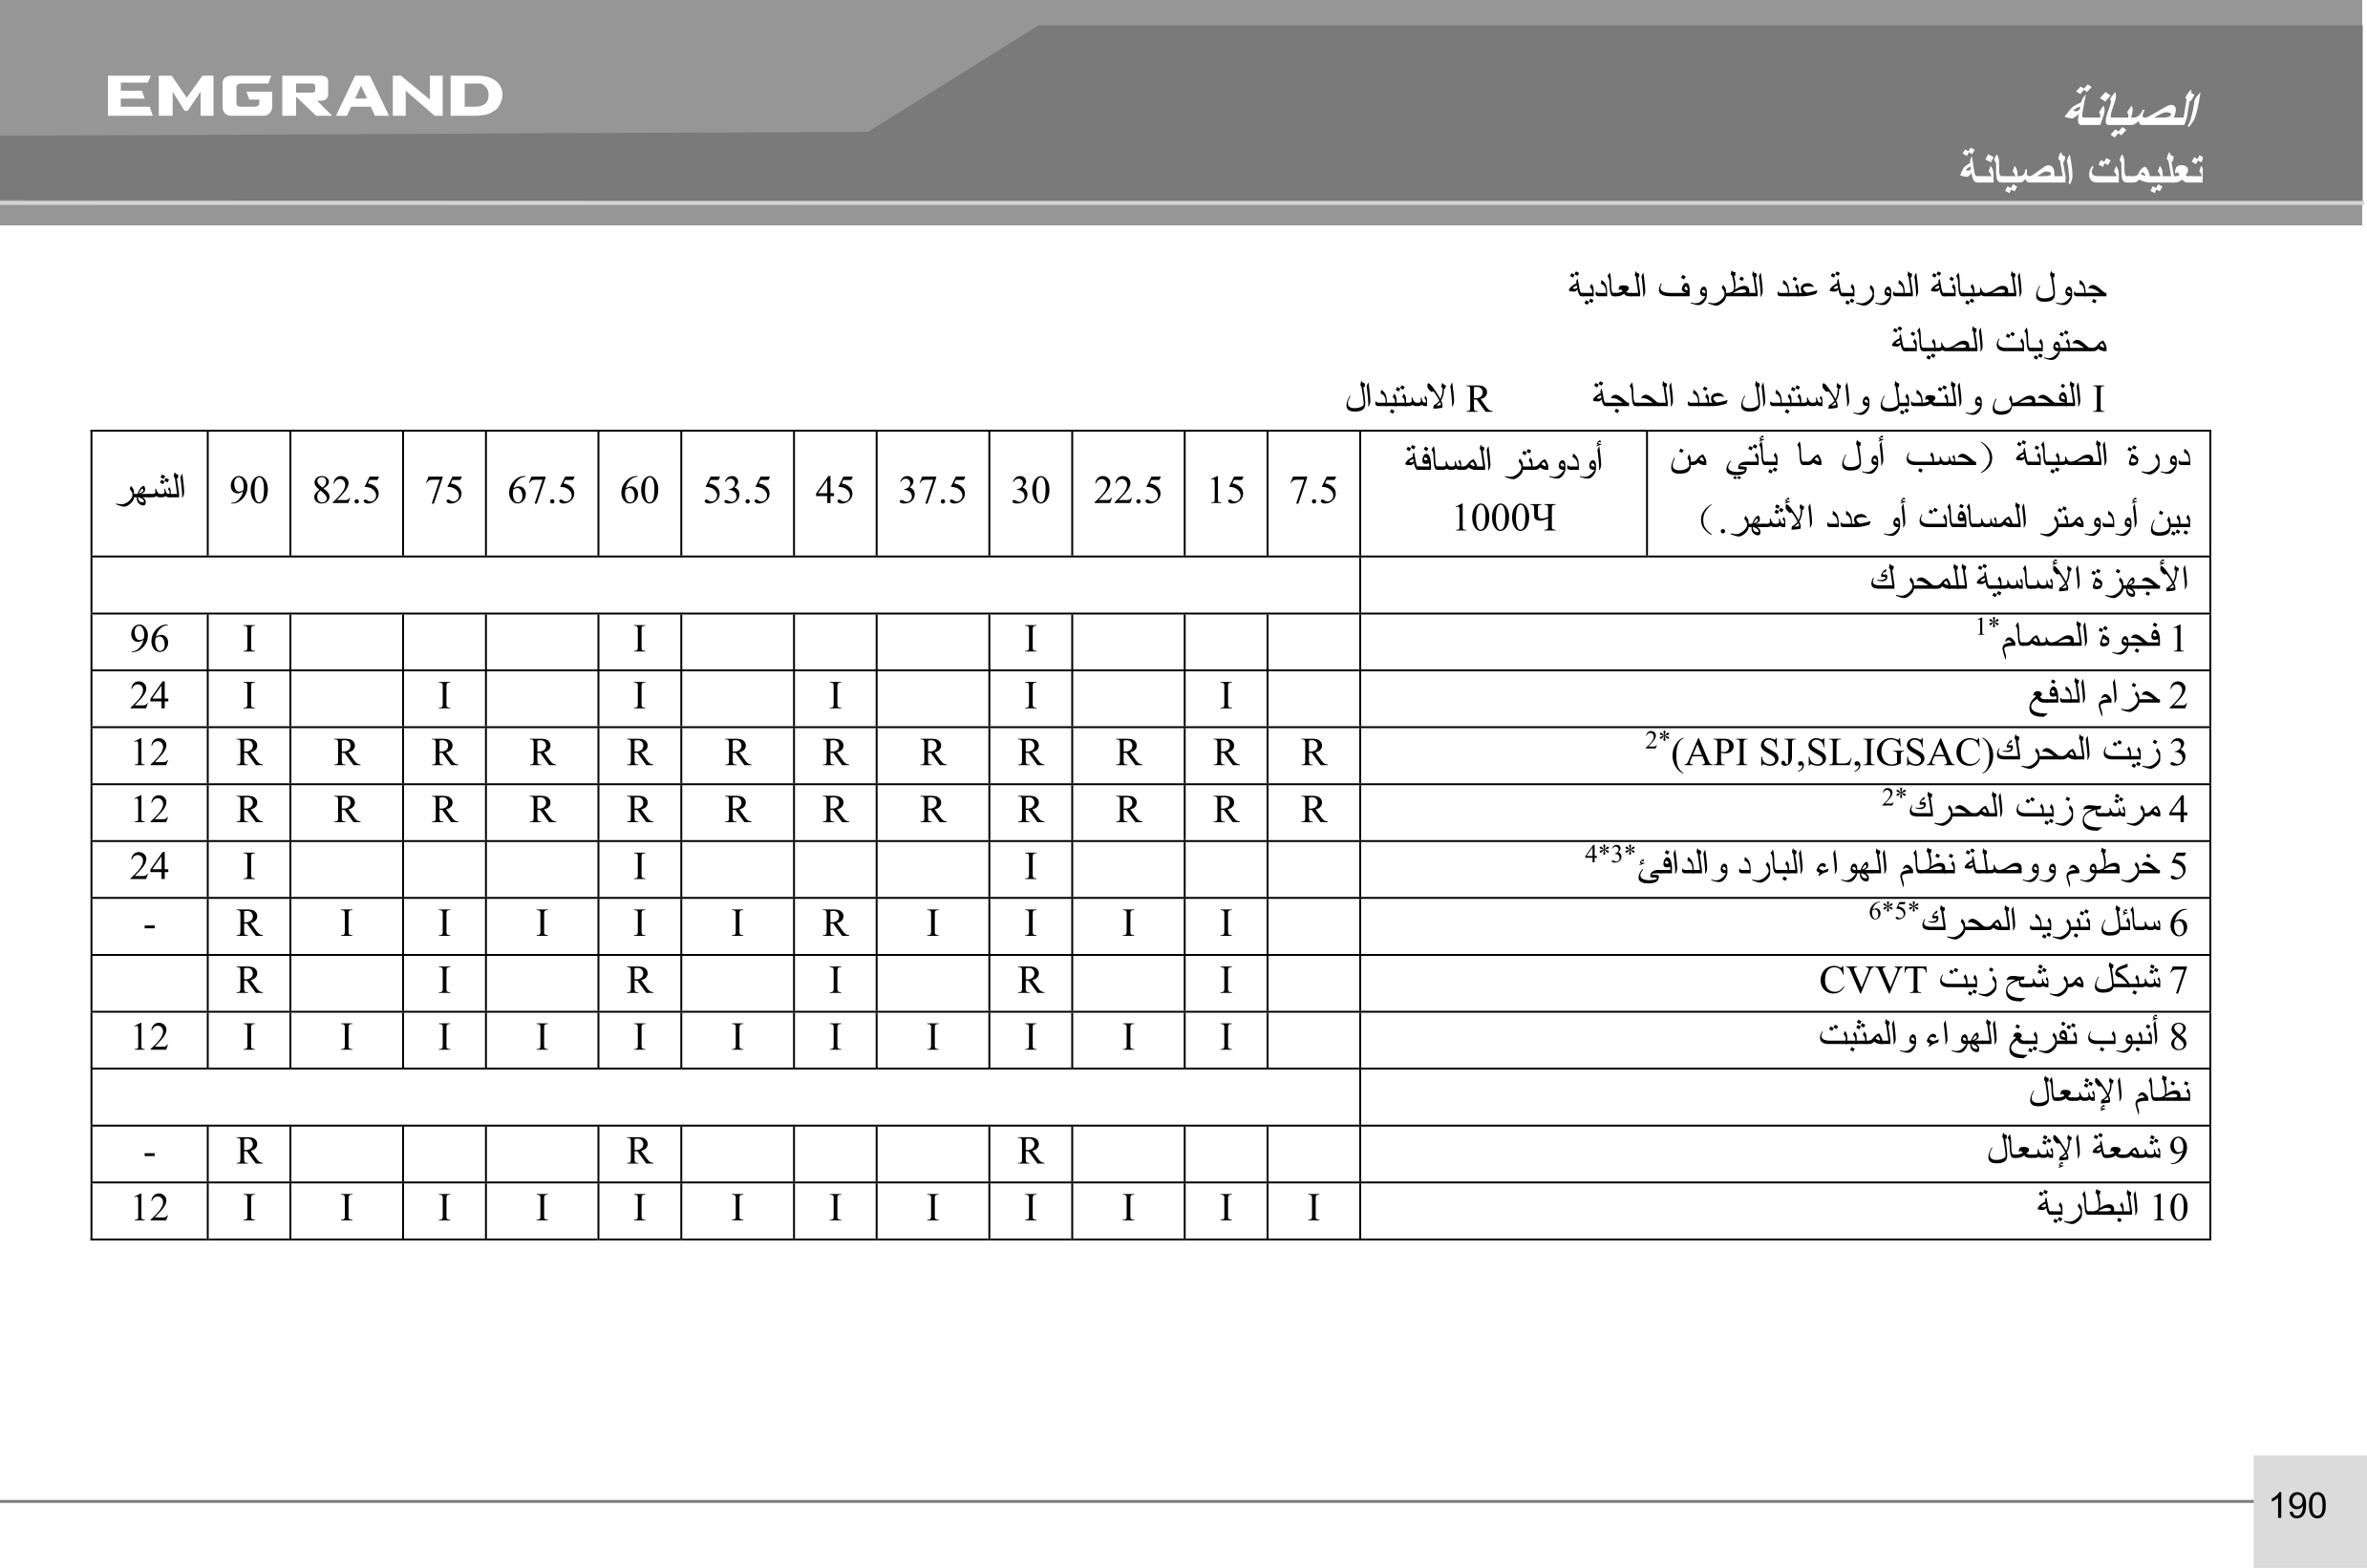 EMGRAND
الصيانة
تعليمات الصيانة
جدول الصيانة الدورية عند الظروف العادية
محتويات الصيانة
I الفحص والتعديل والاستبدال عند الحاجة R الاستبدال
دورة الصيانة (حسب أول ما يأتي من بين أودومتر المسافات أو عدد الأشهر.) أودومتر المسافة 1000Ч 7.5 15 22.5 30 37.5 45 53.5 60 67.5 75 82.5 90 الشهر
الأجهزة الأساسية للمحرك
1 فجوة الصمام*1 I I I 96
2 حزام الدفع I I I I I I 24
3 زيت المحرك(API SJ,SL,IGSAC)*2 R R R R R R R R R R R R 12
4 مرشح زيت المحرك*2 R R R R R R R R R R R R 12
5 خرطوم ووصلة نظام الهواء البارد والدافئ*3*4 I I I 24
6 سائل تبريد المحرك*5*6 I I I I R I I I I I R -
7 شبكل مرشح زيت CVVT I R I R I R
8 أنبوب تفريغ الهواء والمثبت I I I I I I I I I I I 12
نظام الإشعال
9 شمعة الإشعال R R R -
10 البطارية I I I I I I I I I I I I 12
190